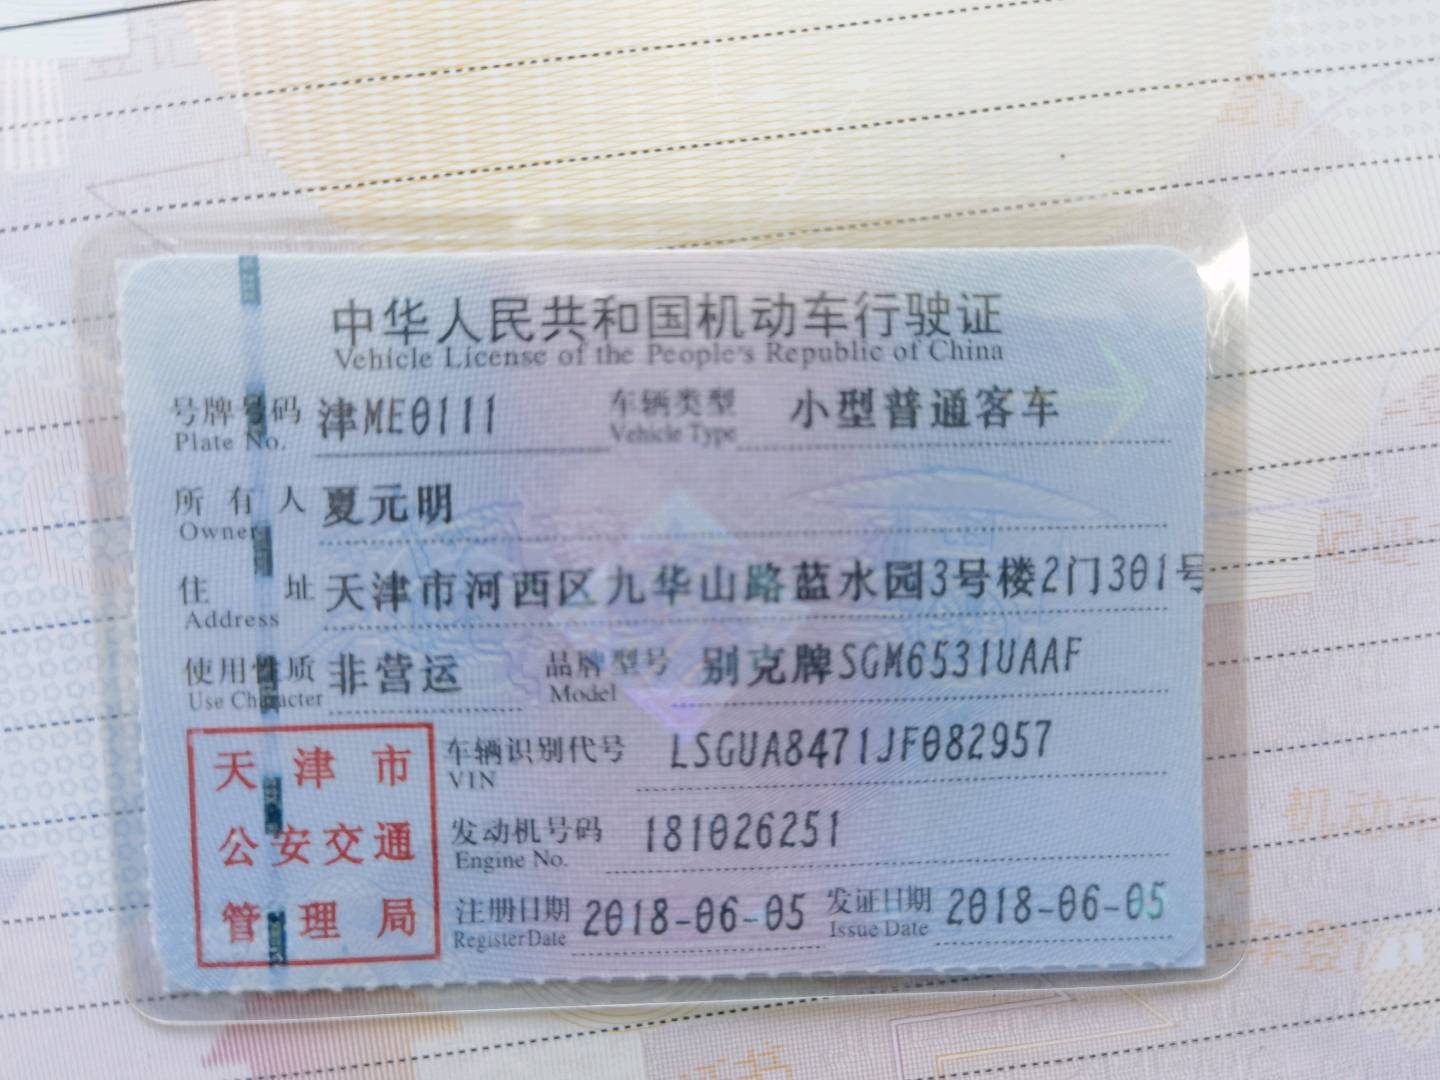 中华人民共和国机动车行驶证
Vehicle License of the People's Republic of China
号牌号码 津ME0111 车辆类型 小型普通客车
Plate No. Vehicle Type
所有人 夏元明
Owner
住址 天津市河西区九华山路蓝水园3号楼2门301号
Address
使用性质 非营运 品牌型号 别克牌SGM6531UAAF
Use Character Model
天津市
公安交通
管理局
车辆识别代号 LSGUA8471JF082957
VIN
发动机号码 181026251
Engine No.
注册日期 2018-06-05 发证日期 2018-06-05
Register Date Issue Date